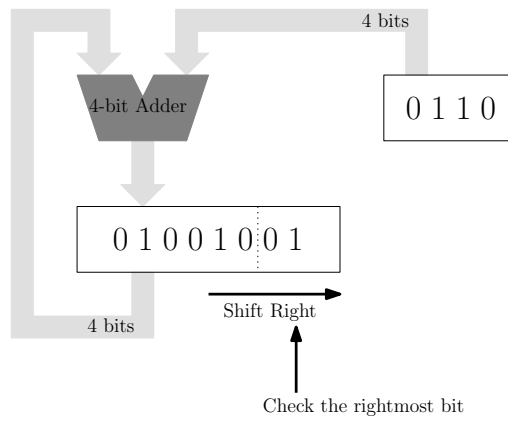 4 bits
4-bit Adder
0 1 1 0
0 1 0 0 1 0 0 1
Shift Right
4 bits
Check the rightmost bit